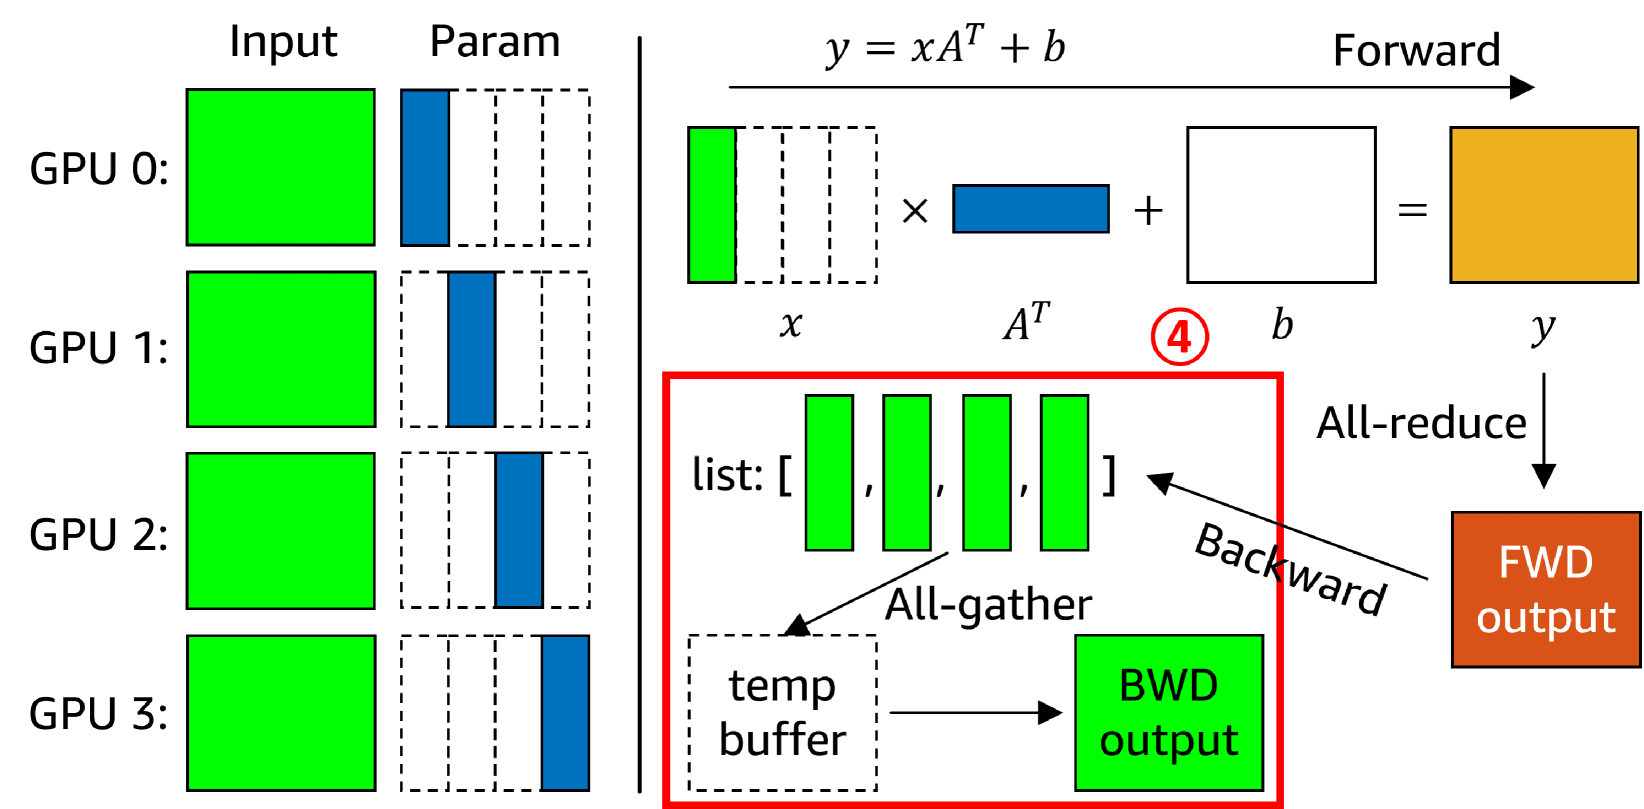 Input Param
GPU 0:
GPU 1:
GPU 2:
GPU 3:
y = xA^T + b
Forward
× + =
x A^T b y
④
All-reduce
list: [ , , , ]
Backward
FWD
output
All-gather
temp
buffer
BWD
output